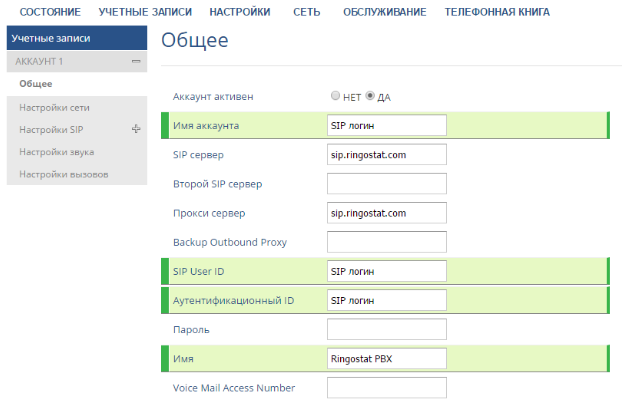 СОСТОЯНИЕ УЧЕТНЫЕ ЗАПИСИ НАСТРОЙКИ СЕТЬ ОБСЛУЖИВАНИЕ ТЕЛЕФОННАЯ КНИГА
Учетные записи
АККАУНТ 1
Общее
Настройки сети
Настройки SIP
Настройки звука
Настройки вызовов
Общее
Аккаунт активен НЕТ ДА
Имя аккаунта SIP логин
SIP сервер sip.ringostat.com
Второй SIP сервер
Прокси сервер sip.ringostat.com
Backup Outbound Proxy
SIP User ID SIP логин
Аутентификационный ID SIP логин
Пароль
Имя Ringostat PBX
Voice Mail Access Number